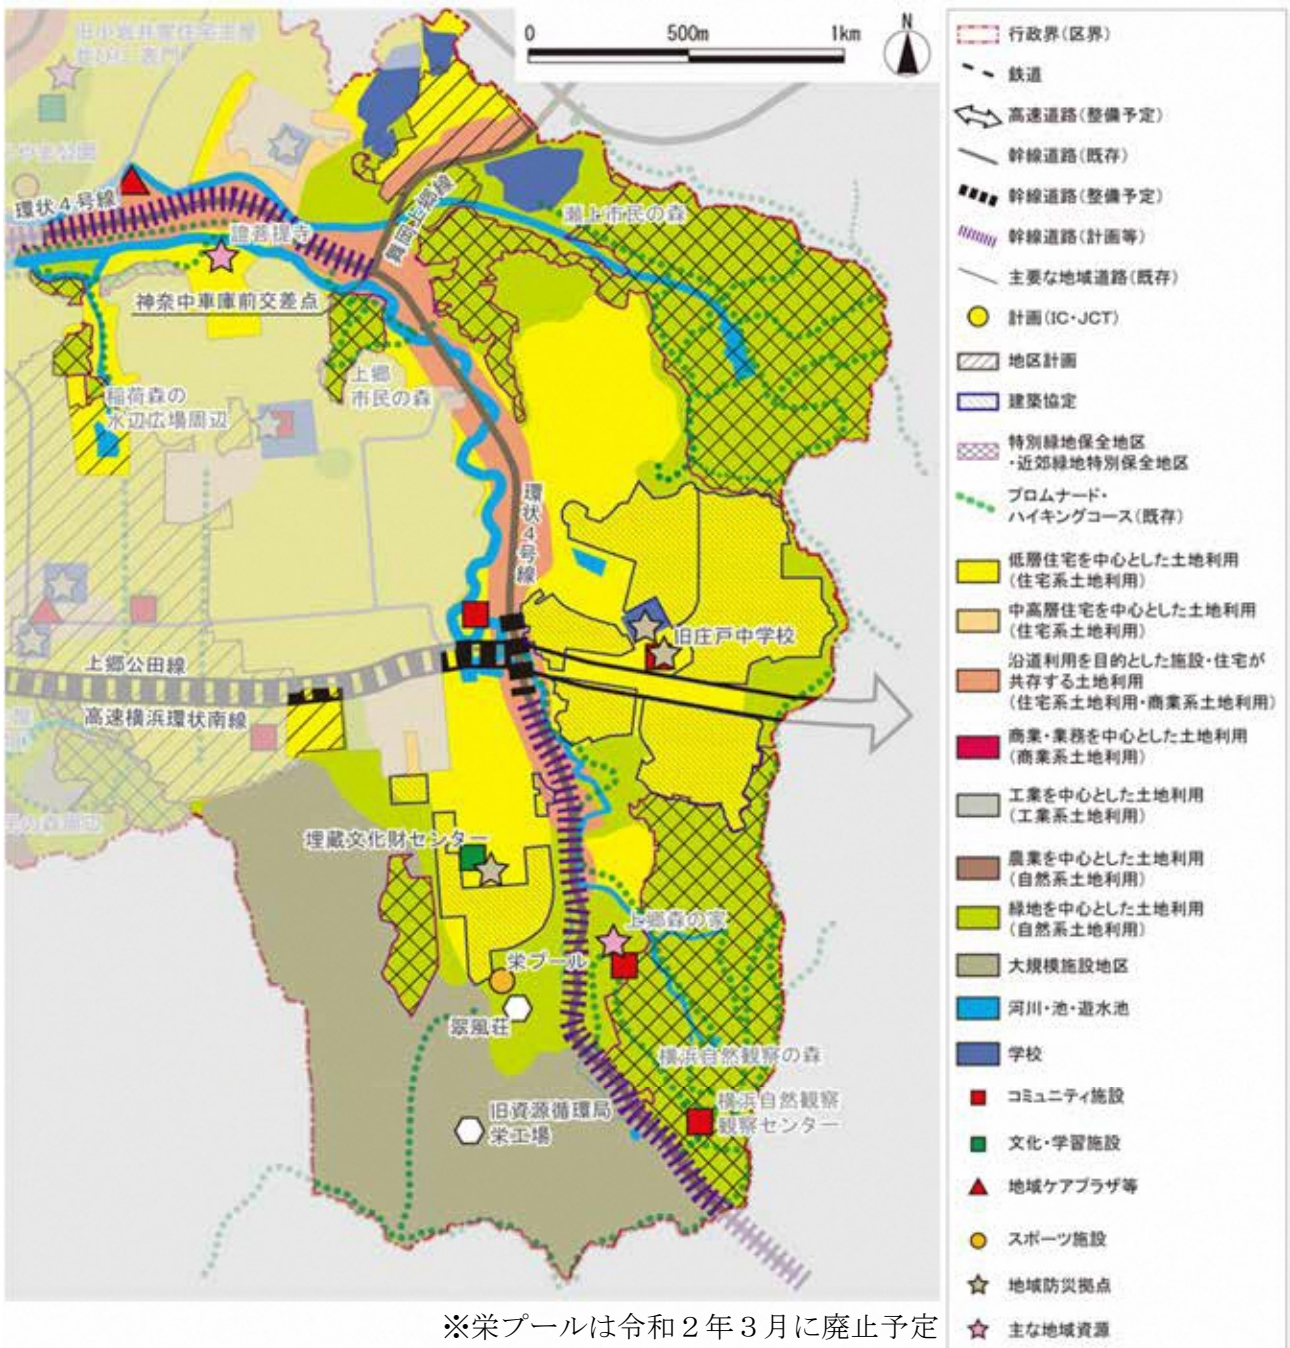 0 500m 1km
N
旧小岩井家住宅主屋
並びに表門
環状4号線
證菩提寺
舞岡上郷線
瀬上市民の森
神奈中車庫前交差点
上郷
市民の森
稲荷森の
水辺広場周辺
環状4号線
旧庄戸中学校
上郷公田線
高速横浜環状南線
埋蔵文化財センター
上郷森の家
栄プール
翠風荘
横浜自然観察の森
旧資源循環局
栄工場
横浜自然観察
観察センター
※栄プールは令和2年3月に廃止予定
行政界(区界)
鉄道
高速道路(整備予定)
幹線道路(既存)
幹線道路(整備予定)
幹線道路(計画等)
主要な地域道路(既存)
計画(IC・JCT)
地区計画
建築協定
特別緑地保全地区
・近郊緑地特別保全地区
プロムナード・
ハイキングコース(既存)
低層住宅を中心とした土地利用
(住宅系土地利用)
中高層住宅を中心とした土地利用
(住宅系土地利用)
沿道利用を目的とした施設・住宅が
共存する土地利用
(住宅系土地利用・商業系土地利用)
商業・業務を中心とした土地利用
(商業系土地利用)
工業を中心とした土地利用
(工業系土地利用)
農業を中心とした土地利用
(自然系土地利用)
緑地を中心とした土地利用
(自然系土地利用)
大規模施設地区
河川・池・遊水池
学校
コミュニティ施設
文化・学習施設
地域ケアプラザ等
スポーツ施設
地域防災拠点
主な地域資源